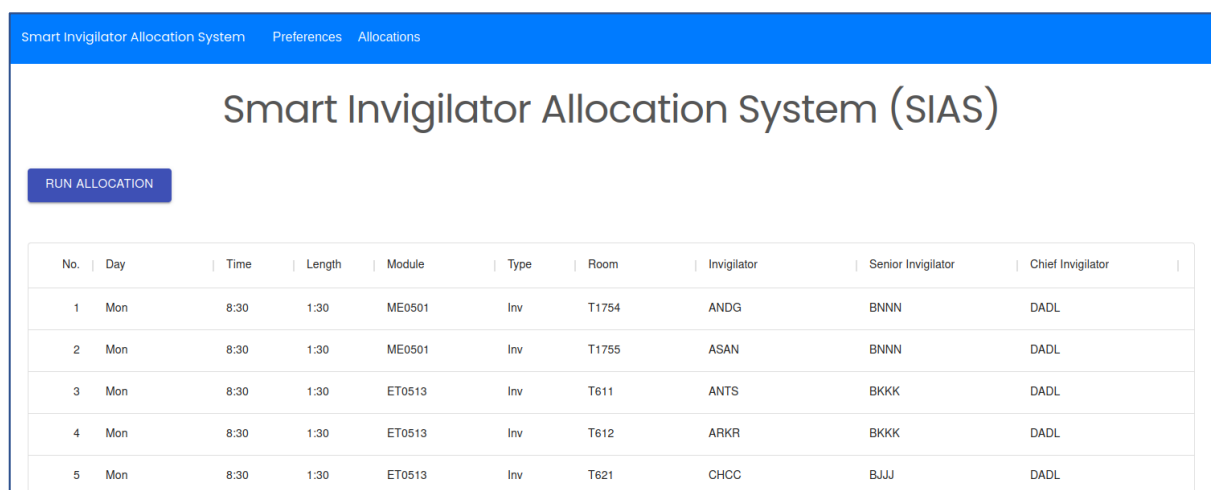 Smart Invigilator Allocation System Preferences Allocations
Smart Invigilator Allocation System (SIAS)
RUN ALLOCATION
No. Day Time Length Module Type Room Invigilator Senior Invigilator Chief Invigilator
1 Mon 8:30 1:30 ME0501 Inv T1754 ANDG BNNN DADL
2 Mon 8:30 1:30 ME0501 Inv T1755 ASAN BNNN DADL
3 Mon 8:30 1:30 ET0513 Inv T611 ANTS BKKK DADL
4 Mon 8:30 1:30 ET0513 Inv T612 ARKR BKKK DADL
5 Mon 8:30 1:30 ET0513 Inv T621 CHCC BJJJ DADL